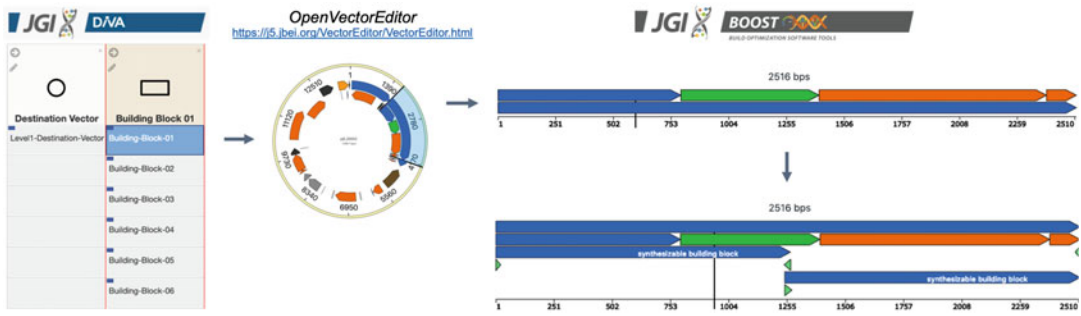 JGI DIVA
OpenVectorEditor
https://j5.jbei.org/VectorEditor/VectorEditor.html
JGI BOOST
BUILD OPTIMIZATION SOFTWARE TOOLS
Destination Vector
Building Block 01
Level1-Destination-Vector
Building-Block-01
Building-Block-02
Building-Block-03
Building-Block-04
Building-Block-05
Building-Block-06
1
1390
2780
4170
5560
6950
8340
9730
11120
12510
2516 bps
1 251 502 753 1004 1255 1506 1757 2008 2259 2510
2516 bps
synthesizable building block
synthesizable building block
1 251 502 753 1004 1255 1506 1757 2008 2259 2510